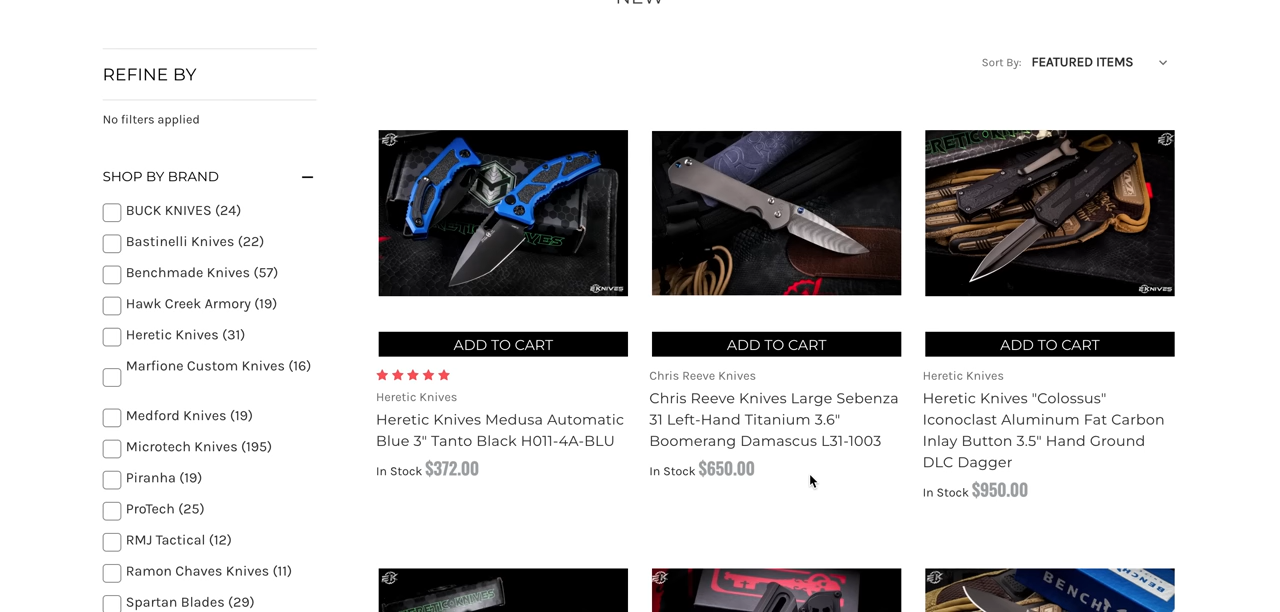 NEW
REFINE BY
No filters applied
SHOP BY BRAND
BUCK KNIVES (24)
Bastinelli Knives (22)
Benchmade Knives (57)
Hawk Creek Armory (19)
Heretic Knives (31)
Marfione Custom Knives (16)
Medford Knives (19)
Microtech Knives (195)
Piranha (19)
ProTech (25)
RMJ Tactical (12)
Ramon Chaves Knives (11)
Spartan Blades (29)
Sort By: FEATURED ITEMS
EKNIVES
ADD TO CART
Heretic Knives
Heretic Knives Medusa Automatic
Blue 3" Tanto Black H011-4A-BLU
In Stock $372.00
ADD TO CART
Chris Reeve Knives
Chris Reeve Knives Large Sebenza
31 Left-Hand Titanium 3.6"
Boomerang Damascus L31-1003
In Stock $650.00
EKNIVES
ADD TO CART
Heretic Knives
Heretic Knives "Colossus"
Iconoclast Aluminum Fat Carbon
Inlay Button 3.5" Hand Ground
DLC Dagger
In Stock $950.00
HERETICKNIVES
BENCH